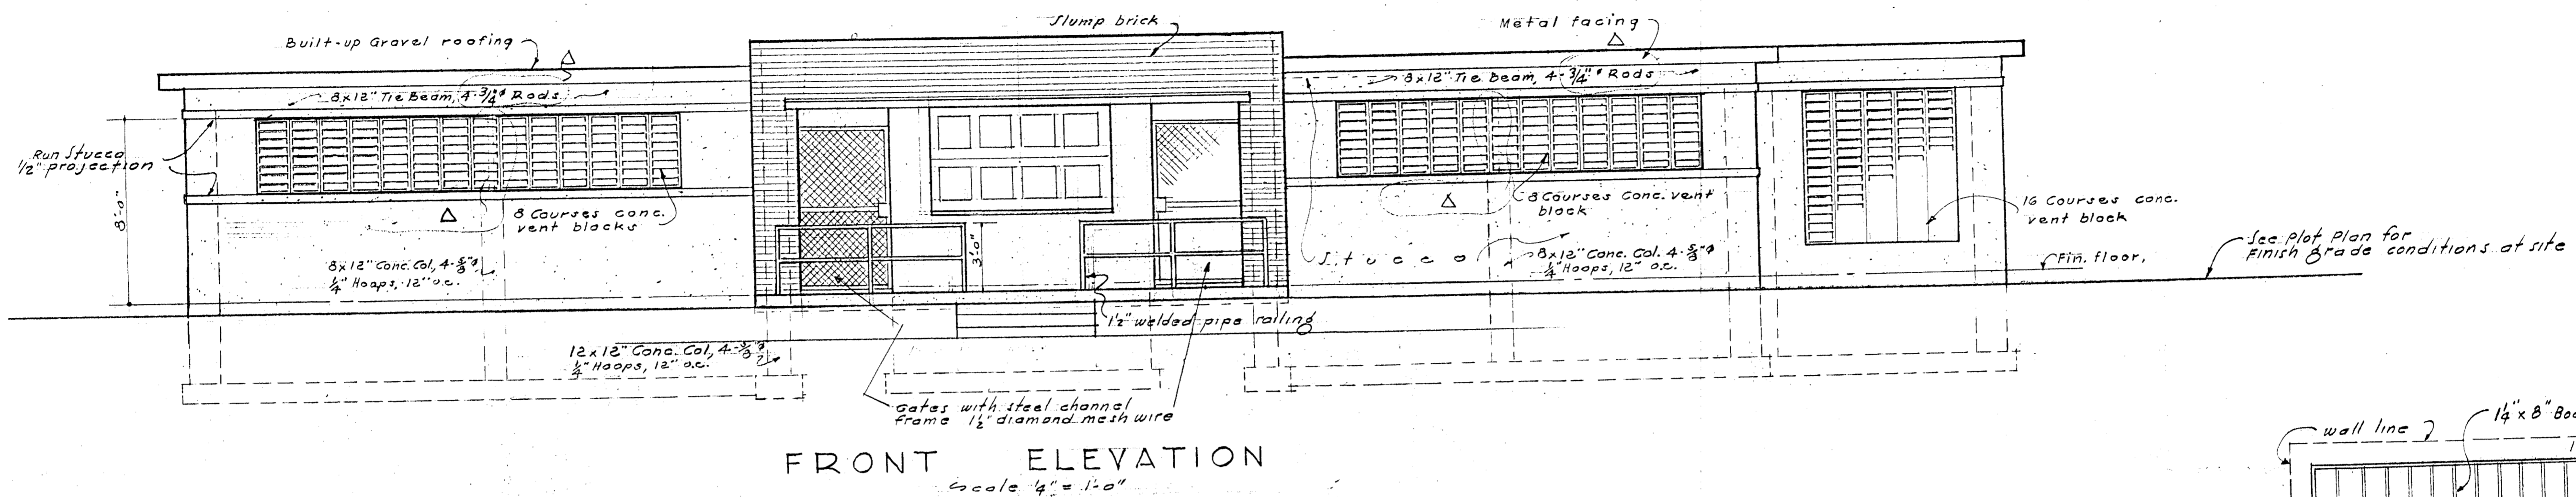 Slump brick
Metal facing
Built-up Gravel roofing
8x12" Tie Beam, 4-3/4"ϕ Rods
8x12" Tie Beam, 4-3/4"ϕ Rods
Run Stucco
1/2" projection
8'-0"
8 Courses conc.
vent blocks
8 Courses Conc. vent
block
16 Courses conc.
vent block
See Plot Plan for
Finish grade conditions at site
Fin. floor.
3'-0"
Stucco
8x12" Conc. Col, 4-5/8"ϕ
1/4" Hoops, 12" o.c.
8x12" Conc. Col. 4-5/8"ϕ
1/4" Hoops, 12" o.c.
1½" welded pipe railing
12x12" Conc. Col, 4-5/8"ϕ
1/4" Hoops, 12" o.c.
Gates with steel channel
frame 1½" diamond mesh wire
FRONT ELEVATION
Scale 1/4" = 1'-0"
wall line
1¼" x 8"